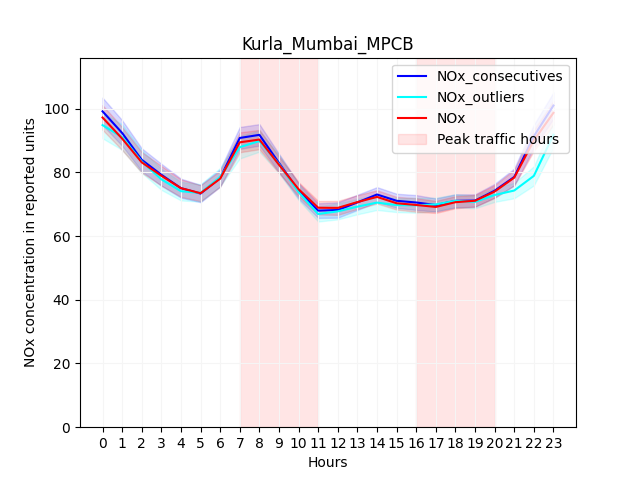 Kurla_Mumbai_MPCB
NOx_consecutives
NOx_outliers
NOx
Peak traffic hours
NOx concentration in reported units
100
80
60
40
20
0
0 1 2 3 4 5 6 7 8 9 10 11 12 13 14 15 16 17 18 19 20 21 22 23
Hours